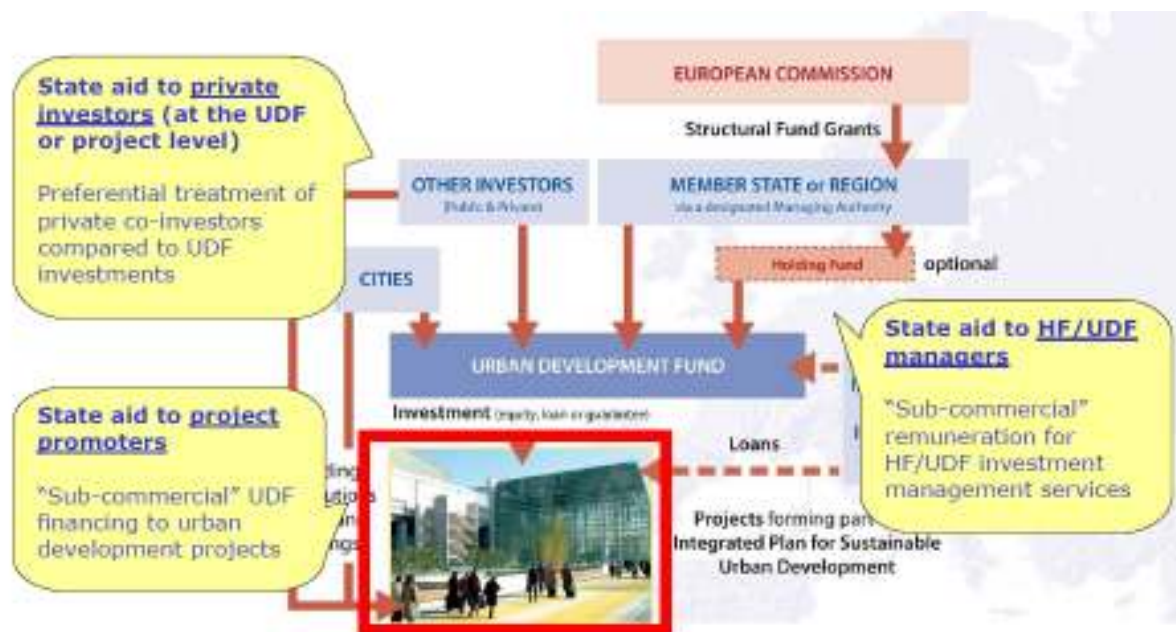 EUROPEAN COMMISSION
Structural Fund Grants
State aid to private
investors (at the UDF
or project level)
Preferential treatment of
private co-investors
compared to UDF
investments
OTHER INVESTORS
(Public & Private)
MEMBER STATE or REGION
via a designated Managing Authority
Holding Fund
optional
CITIES
URBAN DEVELOPMENT FUND
State aid to HF/UDF
managers
"Sub-commercial"
remuneration for
HF/UDF investment
management services
State aid to project
promoters
"Sub-commercial" UDF
financing to urban
development projects
Investment (equity, loan or guarantee)
Loans
Projects forming part
Integrated Plan for Sustainable
Urban Development